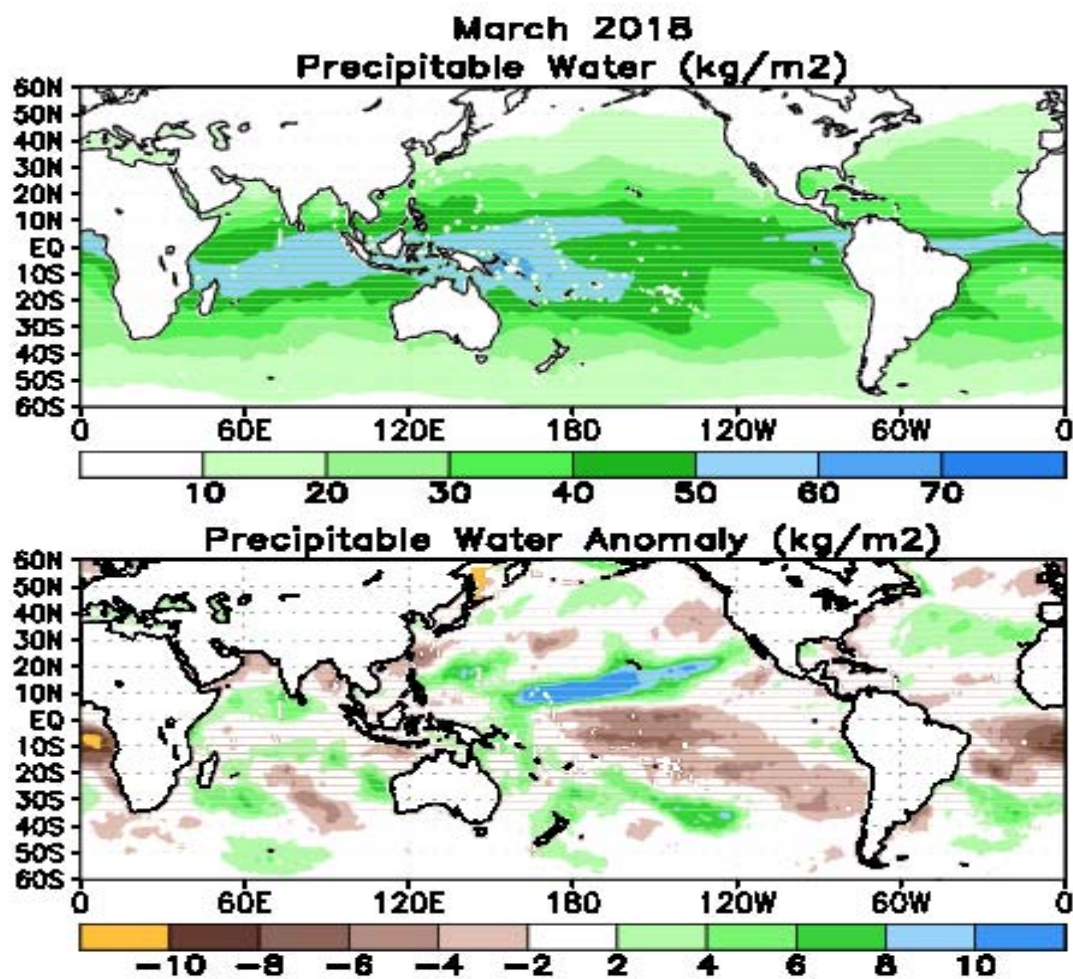 March 2018
Precipitable Water (kg/m2)
60N
50N
40N
30N
20N
10N
EQ
10S
20S
30S
40S
50S
60S
0 60E 120E 180 120W 60W 0
10 20 30 40 50 60 70
Precipitable Water Anomaly (kg/m2)
60N
50N
40N
30N
20N
10N
EQ
10S
20S
30S
40S
50S
60S
0 60E 120E 180 120W 60W 0
-10 -8 -6 -4 -2 2 4 6 8 10